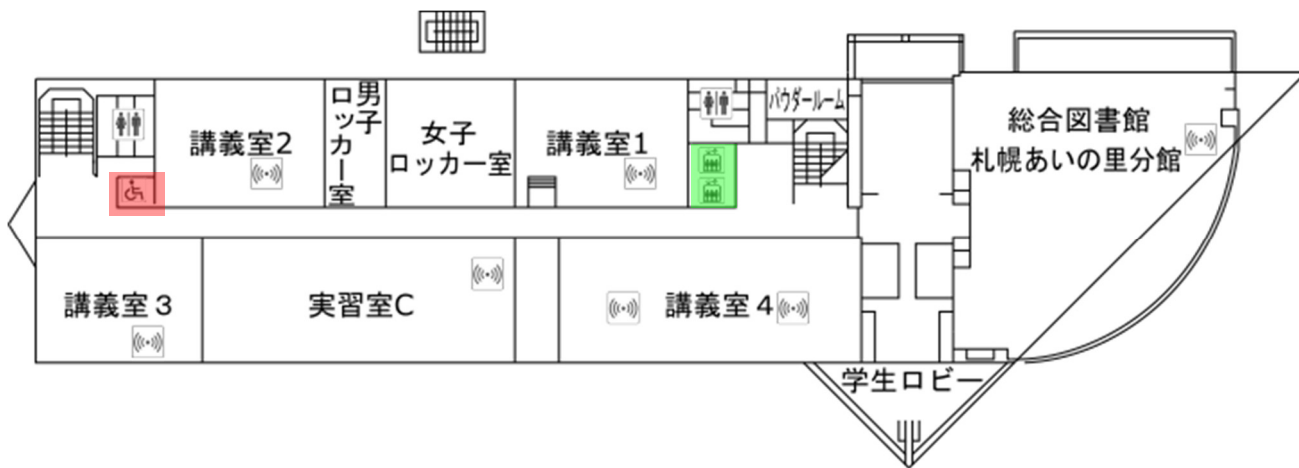 講義室2
男子
ロッカー室
女子
ロッカー室
講義室1
パウダールーム
総合図書館
札幌あいの里分館
講義室３
実習室C
講義室４
学生ロビー